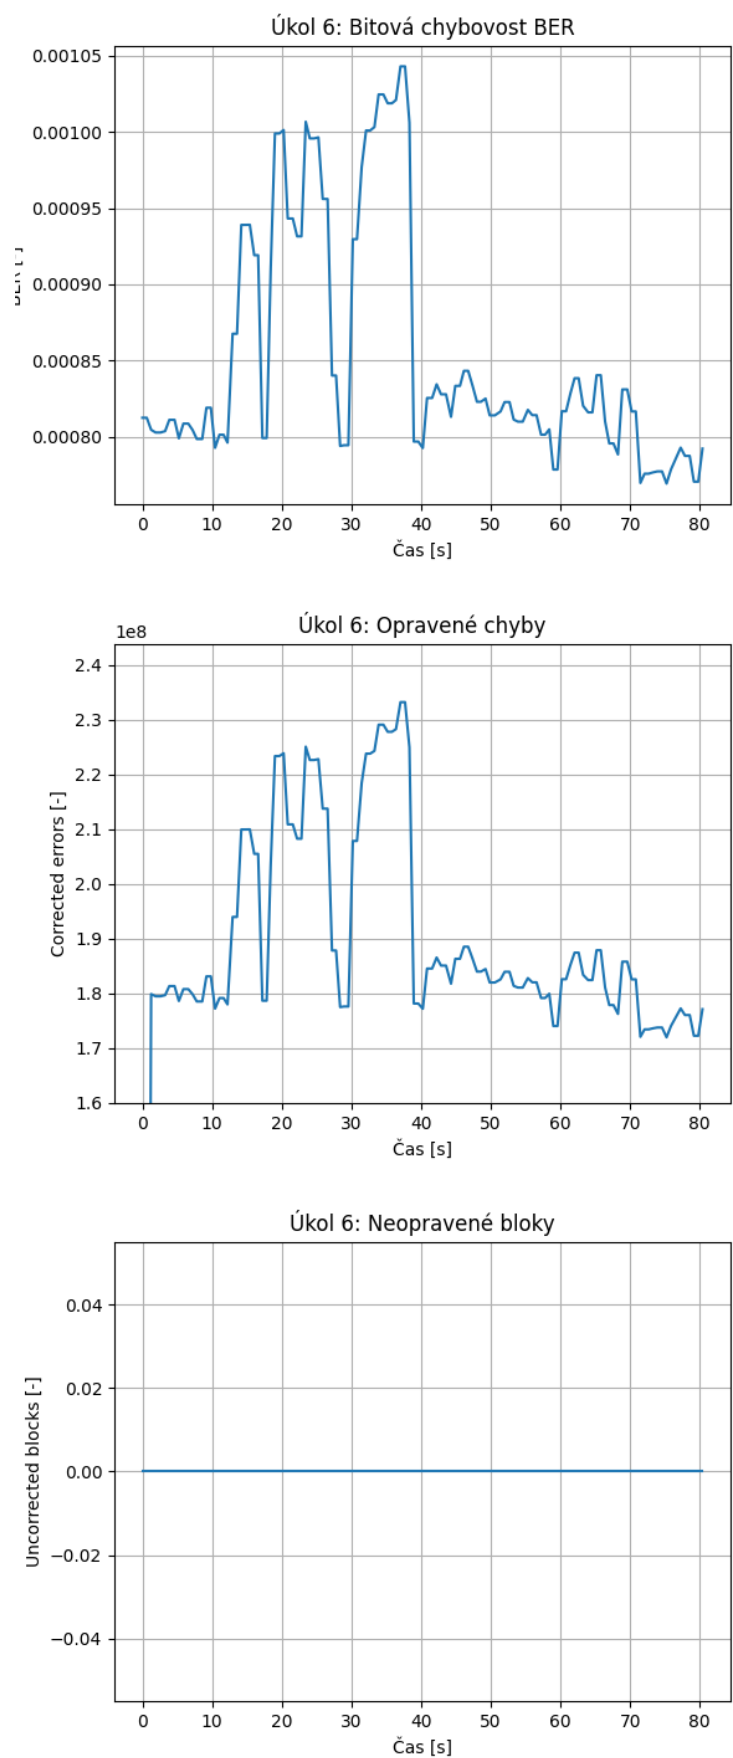 Úkol 6: Bitová chybovost BER
0.00105
0.00100
0.00095
0.00090
0.00085
0.00080
0 10 20 30 40 50 60 70 80
Čas [s]
Úkol 6: Opravené chyby
1e8
2.4
2.3
2.2
2.1
2.0
1.9
1.8
1.7
1.6
Corrected errors [-]
0 10 20 30 40 50 60 70 80
Čas [s]
Úkol 6: Neopravené bloky
0.04
0.02
0.00
−0.02
−0.04
Uncorrected blocks [-]
0 10 20 30 40 50 60 70 80
Čas [s]